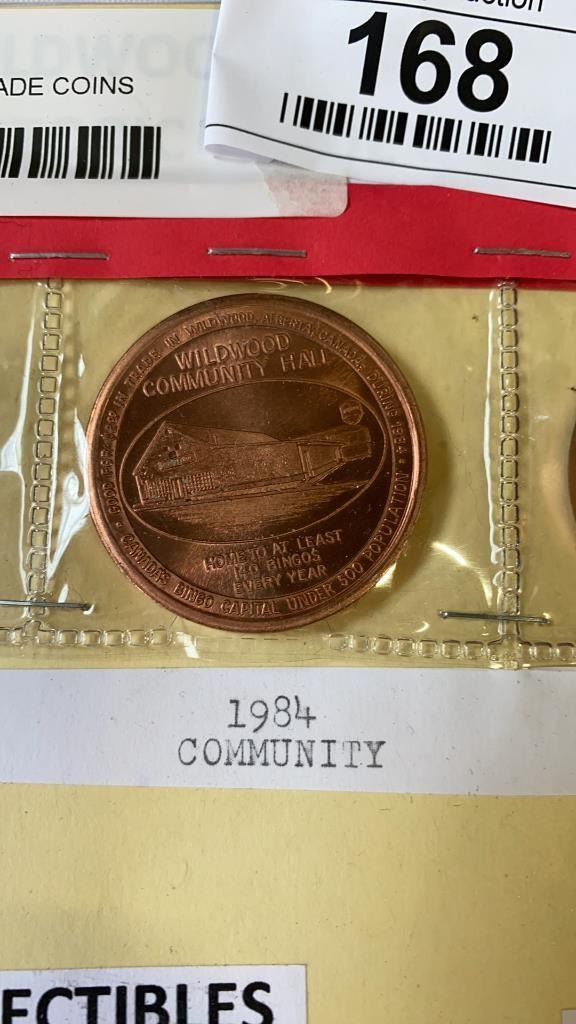 168
ADE COINS
GOOD FOR $1.00 IN TRADE IN WILDWOOD, ALBERTA, CANADA, DURING 1984
WILDWOOD
COMMUNITY HALL
HOME TO AT LEAST
140 BINGOS
EVERY YEAR
CANADA'S BINGO CAPITAL UNDER 500 POPULATION
1984
COMMUNITY
ECTIBLES